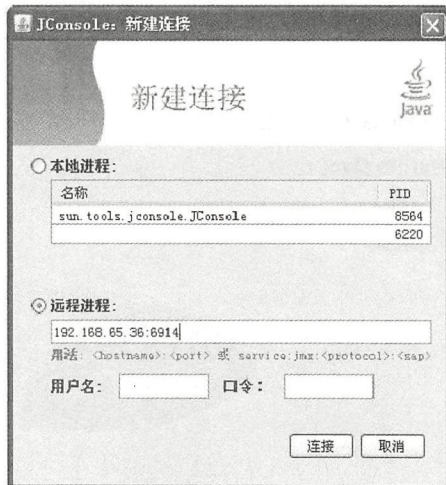 JConsole: 新建连接
新建连接
Java
本地进程:
名称 PID
sun.tools.jconsole.JConsole 8564
6220
远程进程:
192.168.65.36:6914
用法: <hostname>:<port> 或 service:jmx:<protocol>:<sap>
用户名: 口令:
连接 取消